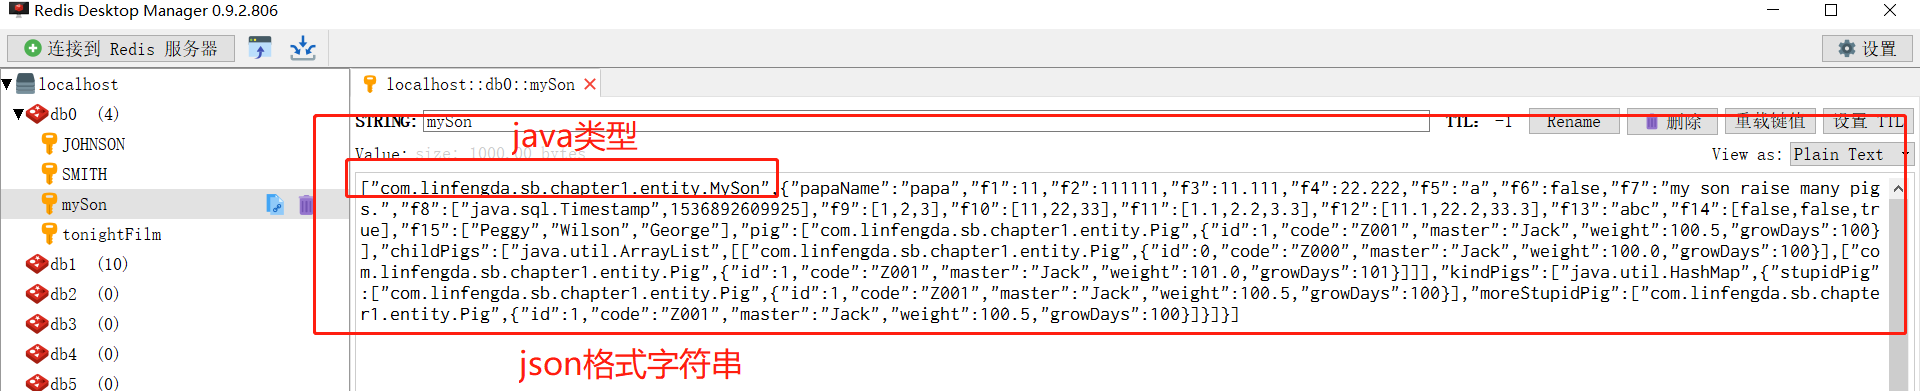 Redis Desktop Manager 0.9.2.806
连接到 Redis 服务器
设置
localhost
db0 (4)
JOHNSON
SMITH
mySon
tonightFilm
db1 (10)
db2 (0)
db3 (0)
db4 (0)
db5 (0)
localhost::db0::mySon
STRING: mySon TTL: -1 Rename 删除 重载键值 设置 TTL
java类型
Value: size: 1000.00 bytes View as: Plain Text
["com.linfengda.sb.chapter1.entity.MySon",{"papaName":"papa","f1":11,"f2":111111,"f3":11.111,"f4":22.222,"f5":"a","f6":false,"f7":"my son raise many pig
s.","f8":["java.sql.Timestamp",1536892609925],"f9":[1,2,3],"f10":[11,22,33],"f11":[1.1,2.2,3.3],"f12":[11.1,22.2,33.3],"f13":"abc","f14":[false,false,tr
ue],"f15":["Peggy","Wilson","George"],"pig":["com.linfengda.sb.chapter1.entity.Pig",{"id":1,"code":"Z001","master":"Jack","weight":100.5,"growDays":100}
],"childPigs":["java.util.ArrayList",[["com.linfengda.sb.chapter1.entity.Pig",{"id":0,"code":"Z000","master":"Jack","weight":100.0,"growDays":100}],["co
m.linfengda.sb.chapter1.entity.Pig",{"id":1,"code":"Z001","master":"Jack","weight":101.0,"growDays":101}]]],"kindPigs":["java.util.HashMap",{"stupidPig"
:["com.linfengda.sb.chapter1.entity.Pig",{"id":1,"code":"Z001","master":"Jack","weight":100.5,"growDays":100}],"moreStupidPig":["com.linfengda.sb.chapte
r1.entity.Pig",{"id":1,"code":"Z001","master":"Jack","weight":100.5,"growDays":100}]}]}]
json格式字符串